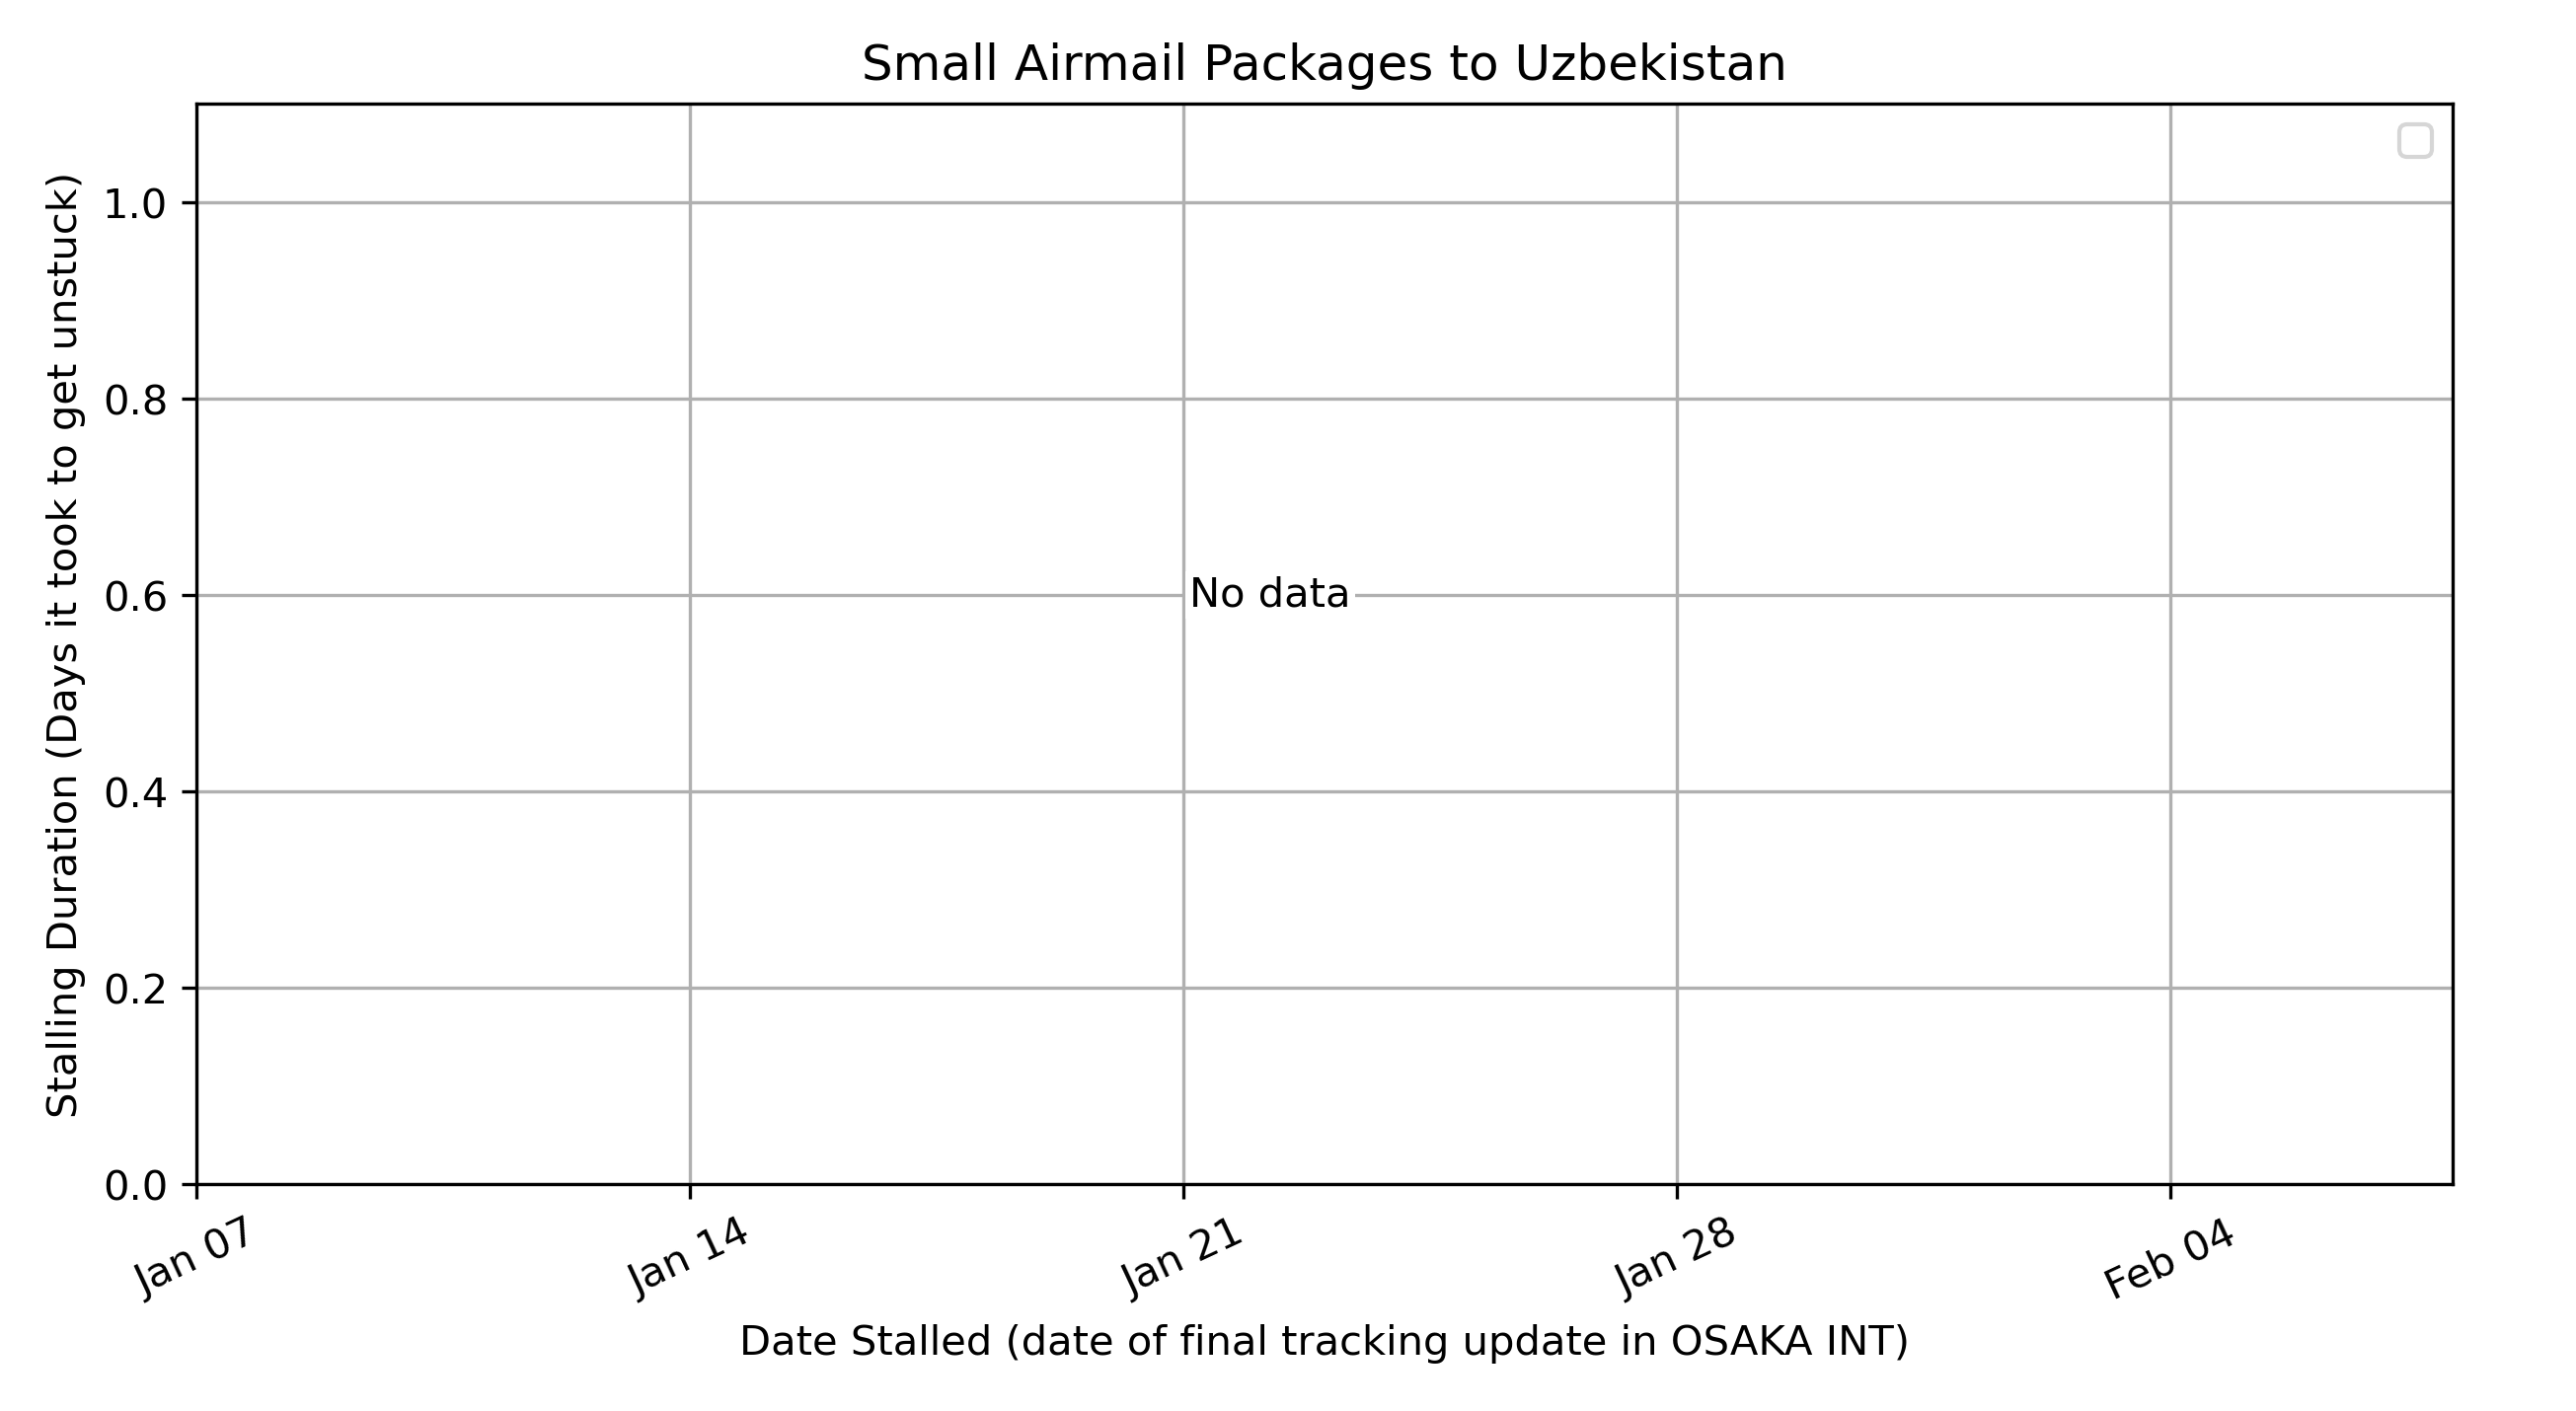 Small Airmail Packages to Uzbekistan
Stalling Duration (Days it took to get unstuck)
1.0
0.8
0.6
0.4
0.2
0.0
No data
Jan 07
Jan 14
Jan 21
Jan 28
Feb 04
Date Stalled (date of final tracking update in OSAKA INT)